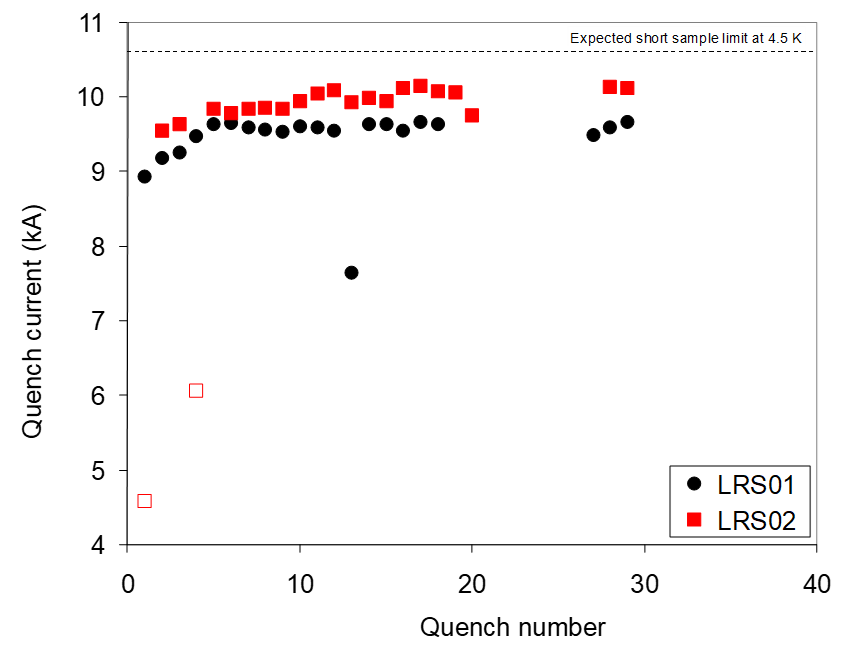 11
Expected short sample limit at 4.5 K
10
9
8
7
6
5
4
Quench current (kA)
LRS01
LRS02
0 10 20 30 40
Quench number